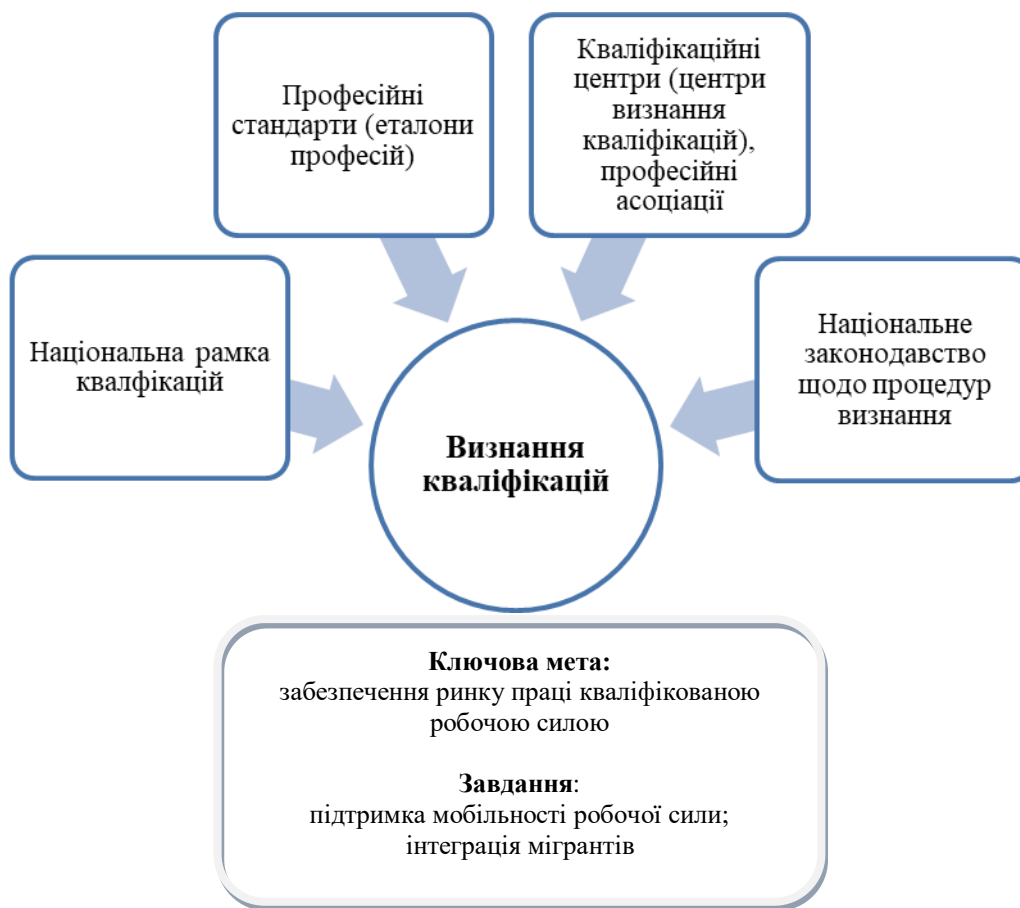 Професійні
стандарти (еталони
професій)
Кваліфікаційні
центри (центри
визнання
кваліфікацій),
професійні
асоціації
Національна рамка
квалфікацій
Національне
законодавство
щодо процедур
визнання
Визнання
кваліфікацій
Ключова мета:
забезпечення ринку праці кваліфікованою
робочою силою
Завдання:
підтримка мобільності робочої сили;
інтеграція мігрантів